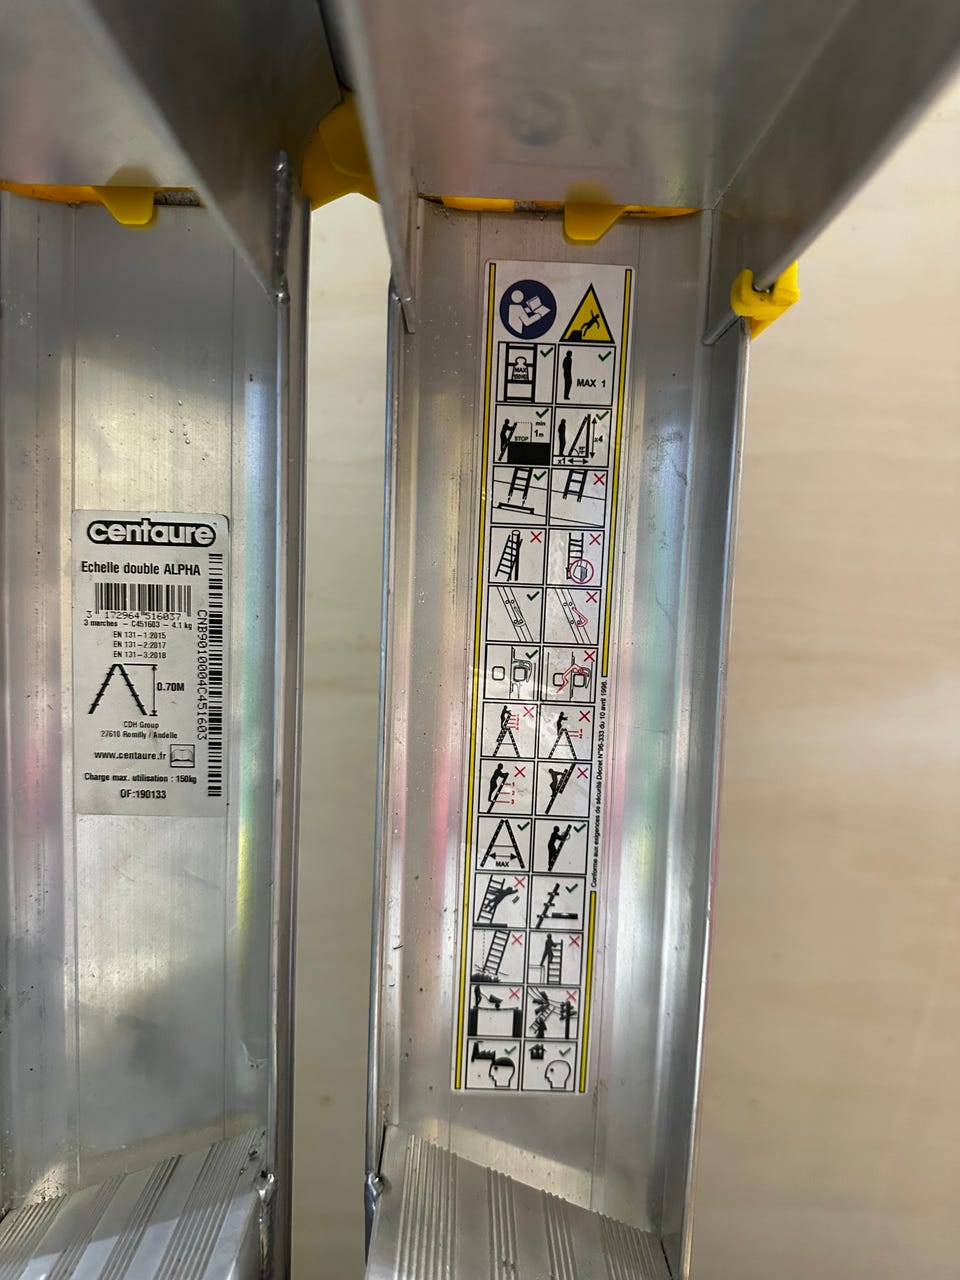 centaure
Echelle double ALPHA
3 172964 516037
3 marches - C451603 - 4.1 kg
EN 131-1:2015
EN 131-2:2017
EN 131-3:2018
0.70M
CDH Group
27610 Romilly / Andelle
www.centaure.fr
Charge max. utilisation : 150kg
OF:190133
CNB9010004C451603
MAX
150KG
MAX 1
STOP
min
1m
x4
x1
MAX
Conforme aux exigences de sécurité Décret N°96-333 du 10 avril 1996.